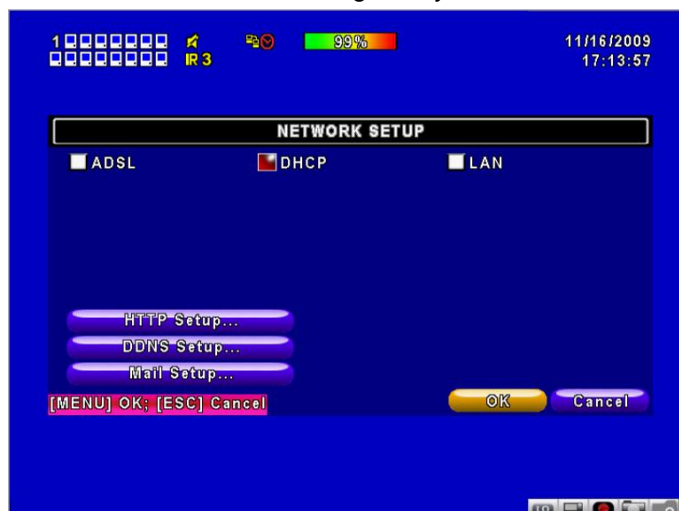 1 99% 11/16/2009
IR 3 17:13:57
NETWORK SETUP
ADSL DHCP LAN
HTTP Setup...
DDNS Setup...
Mail Setup...
[MENU] OK; [ESC] Cancel OK Cancel